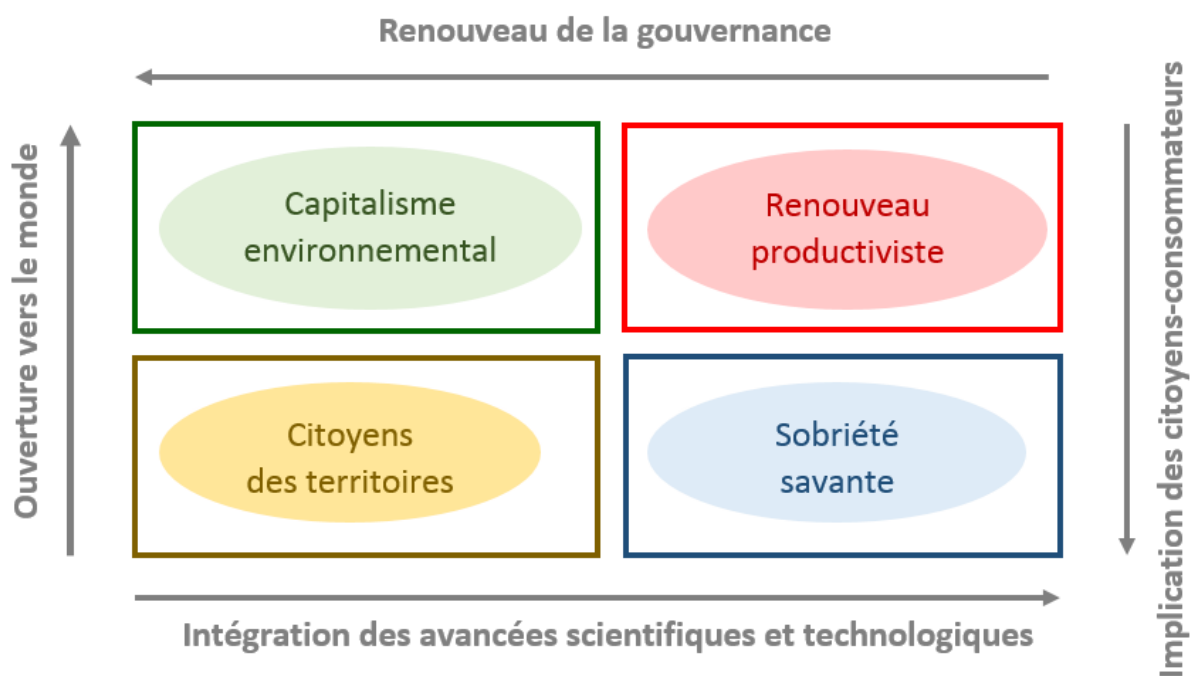 Renouveau de la gouvernance
Ouverture vers le monde
Capitalisme
environnemental
Renouveau
productiviste
Implication des citoyens-consommateurs
Citoyens
des territoires
Sobriété
savante
Intégration des avancées scientifiques et technologiques